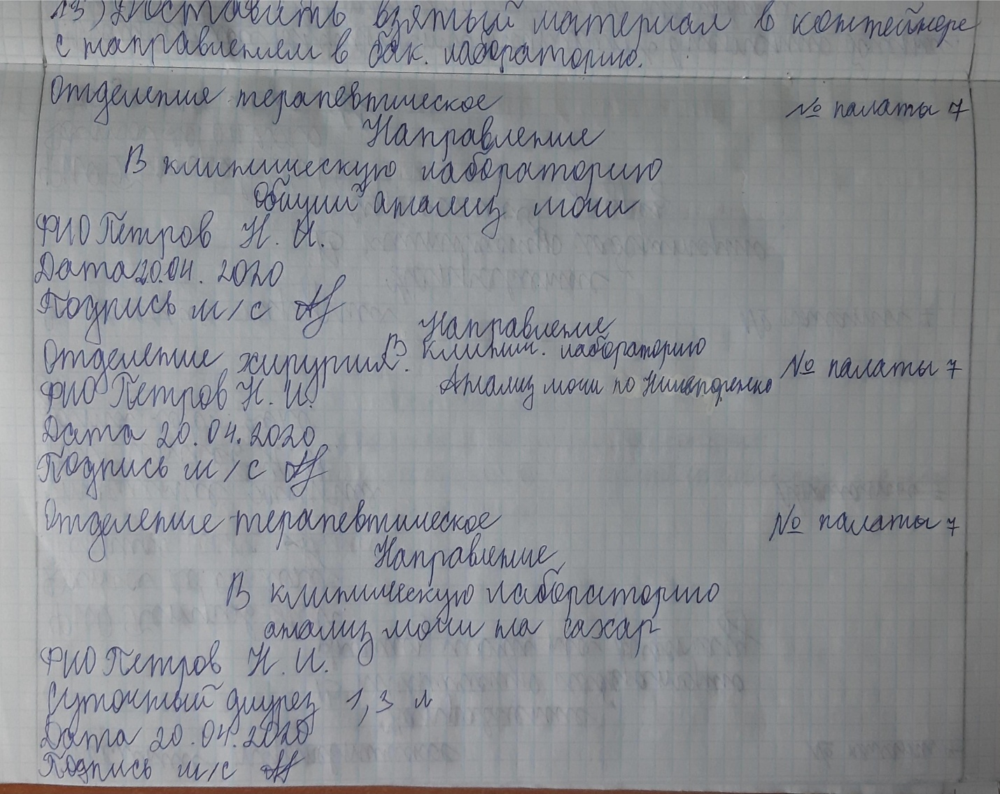 13) Доставить взятый материал в контейнере
с направлением в бак. лабораторию.
Отделение терапевтическое № палаты 7
Направление
В клиническую лабораторию
Общий анализ мочи
ФИО Петров Н. И.
Дата 20.04. 2020
Подпись м/с
Направление
Отделение хирургия. В клинич. лабораторию № палаты 7
ФИО Петров Н. И. Анализ мочи по Ничепоренко
Дата 20.04.2020
Подпись м/с
Отделение терапевтическое № палаты 7
Направление
В клиническую лабораторию
анализ мочи на сахар
ФИО Петров Н. И.
Суточный диурез 1,3 л
Дата 20.04.2020
Подпись м/с